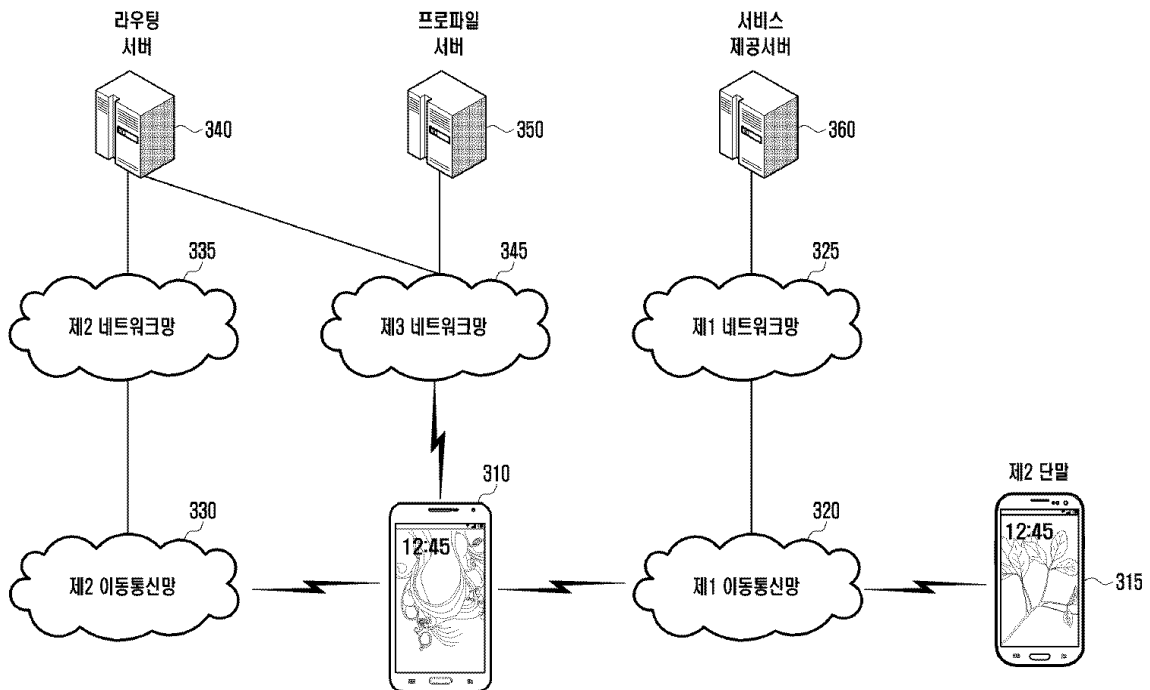 라우팅
서버
프로파일
서버
서비스
제공서버
340
350
360
335
345
325
제2 네트워크망
제3 네트워크망
제1 네트워크망
310
제2 단말
330
320
12:45
12:45
제2 이동통신망
제1 이동통신망
315